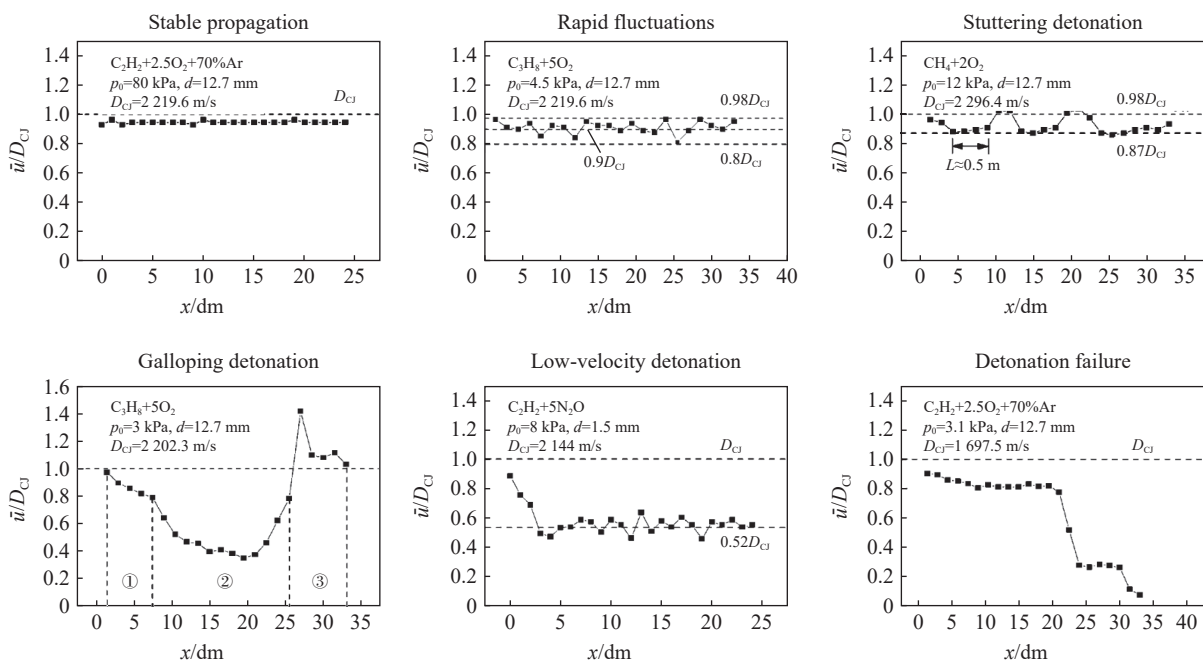 Stable propagation
1.4
1.2
1.0
0.8
0.6
0.4
0.2
0
C₂H₂+2.5O₂+70%Ar
p₀=80 kPa, d=12.7 mm
D_CJ=2 219.6 m/s
D_CJ
ū/D_CJ
0 5 10 15 20 25
x/dm
Rapid fluctuations
1.4
1.2
1.0
0.8
0.6
0.4
0.2
0
C₃H₈+5O₂
p₀=4.5 kPa, d=12.7 mm
D_CJ=2 219.6 m/s
0.98D_CJ
0.9D_CJ
0.8D_CJ
ū/D_CJ
5 10 15 20 25 30 35 40
x/dm
Stuttering detonation
1.4
1.2
1.0
0.8
0.6
0.4
0.2
0
CH₄+2O₂
p₀=12 kPa, d=12.7 mm
D_CJ=2 296.4 m/s
0.98D_CJ
0.87D_CJ
L≈0.5 m
ū/D_CJ
0 5 10 15 20 25 30 35
x/dm
Galloping detonation
1.6
1.4
1.2
1.0
0.8
0.6
0.4
0.2
0
C₃H₈+5O₂
p₀=3 kPa, d=12.7 mm
D_CJ=2 202.3 m/s
① ② ③
ū/D_CJ
0 5 10 15 20 25 30 35
x/dm
Low-velocity detonation
1.4
1.2
1.0
0.8
0.6
0.4
0.2
0
C₂H₂+5N₂O
p₀=8 kPa, d=1.5 mm
D_CJ=2 144 m/s
D_CJ
0.52D_CJ
ū/D_CJ
0 5 10 15 20 25
x/dm
Detonation failure
1.4
1.2
1.0
0.8
0.6
0.4
0.2
0
C₂H₂+2.5O₂+70%Ar
p₀=3.1 kPa, d=12.7 mm
D_CJ=1 697.5 m/s
D_CJ
ū/D_CJ
0 5 10 15 20 25 30 35 40
x/dm